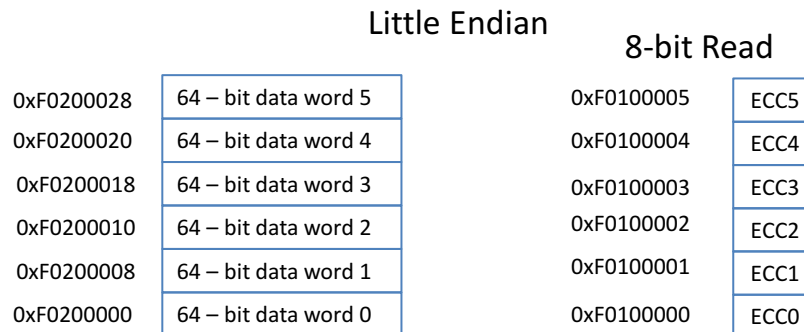 Little Endian
8-bit Read
0xF0200028 64 – bit data word 5 0xF0100005 ECC5
0xF0200020 64 – bit data word 4 0xF0100004 ECC4
0xF0200018 64 – bit data word 3 0xF0100003 ECC3
0xF0200010 64 – bit data word 2 0xF0100002 ECC2
0xF0200008 64 – bit data word 1 0xF0100001 ECC1
0xF0200000 64 – bit data word 0 0xF0100000 ECC0